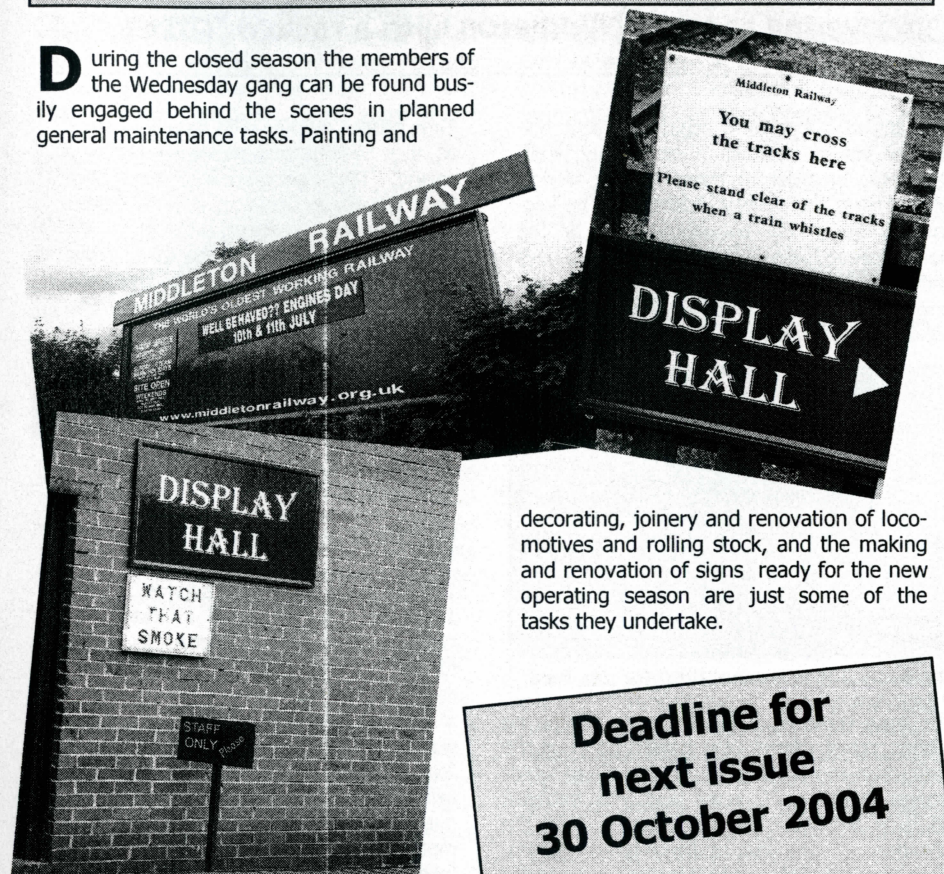 During the closed season the members of
the Wednesday gang can be found bus-
ily engaged behind the scenes in planned
general maintenance tasks. Painting and
MIDDLETON RAILWAY
THE WORLD'S OLDEST WORKING RAILWAY
WELL BEHAVED?? ENGINES DAY
10th & 11th JULY
SITE OPEN
WEEKENDS
www.middletonrailway.org.uk
Middleton Railway
You may cross
the tracks here
Please stand clear of the tracks
when a train whistles
DISPLAY
HALL
DISPLAY
HALL
WATCH
THAT
SMOKE
STAFF
ONLY Please
decorating, joinery and renovation of loco-
motives and rolling stock, and the making
and renovation of signs ready for the new
operating season are just some of the
tasks they undertake.
Deadline for
next issue
30 October 2004